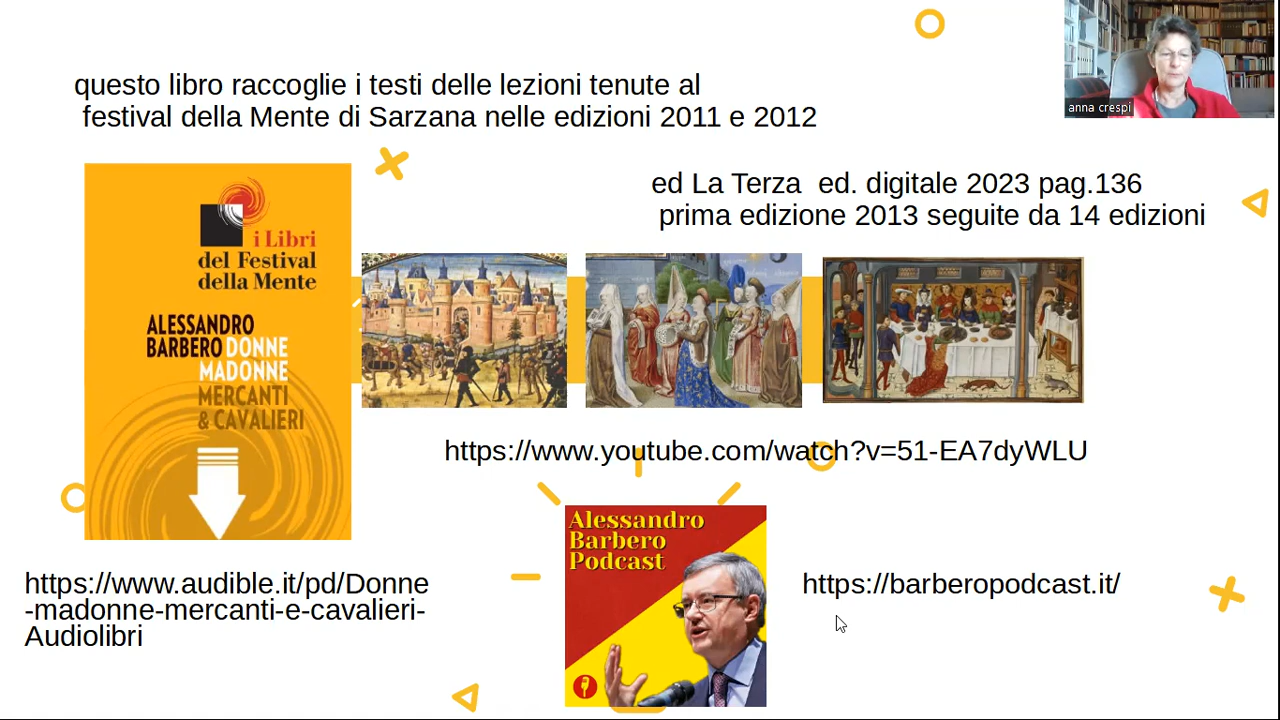 anna crespi
questo libro raccoglie i testi delle lezioni tenute al
festival della Mente di Sarzana nelle edizioni 2011 e 2012
ed La Terza ed. digitale 2023 pag.136
prima edizione 2013 seguite da 14 edizioni
i Libri
del Festival
della Mente
ALESSANDRO
BARBERO DONNE
MADONNE
MERCANTI
& CAVALIERI
https://www.youtube.com/watch?v=51-EA7dyWLU
Alessandro
Barbero
Podcast
https://www.audible.it/pd/Donne
-madonne-mercanti-e-cavalieri-
Audiolibri
https://barberopodcast.it/